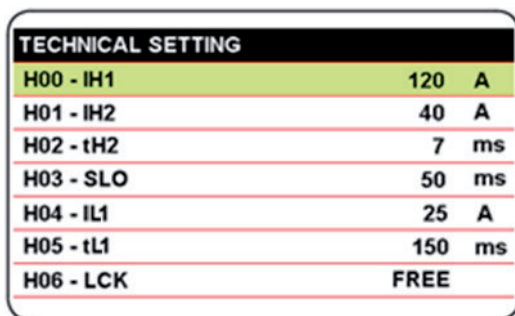 TECHNICAL SETTING
H00 - IH1 120 A
H01 - IH2 40 A
H02 - tH2 7 ms
H03 - SLO 50 ms
H04 - IL1 25 A
H05 - tL1 150 ms
H06 - LCK FREE